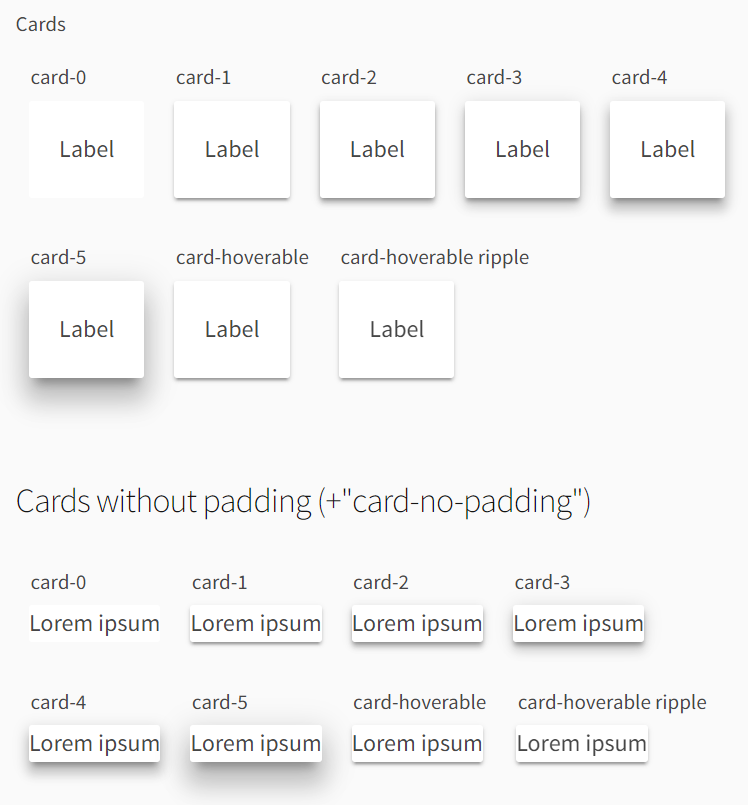 Cards
card-0 card-1 card-2 card-3 card-4
Label Label Label Label Label
card-5 card-hoverable card-hoverable ripple
Label Label Label
Cards without padding (+"card-no-padding")
card-0 card-1 card-2 card-3
Lorem ipsum Lorem ipsum Lorem ipsum Lorem ipsum
card-4 card-5 card-hoverable card-hoverable ripple
Lorem ipsum Lorem ipsum Lorem ipsum Lorem ipsum